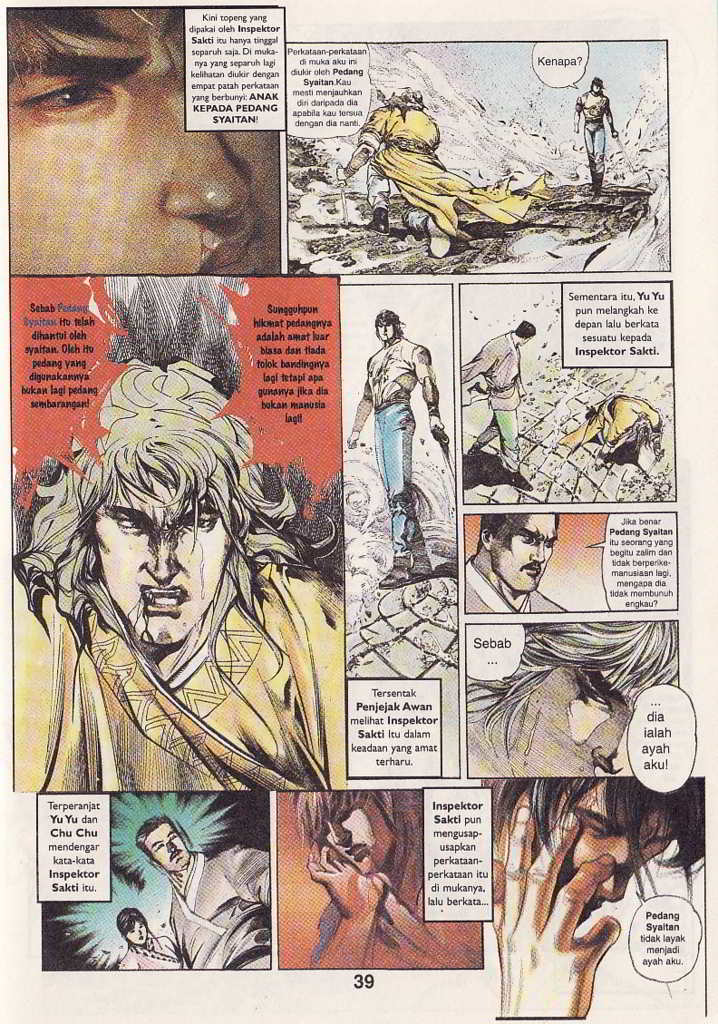 Kini topeng yang
dipakai oleh Inspektor
Sakti itu hanya tinggal
separuh saja. Di muka-
nya yang separuh lagi
kelihatan diukir dengan
empat patah perkataan
yang berbunyi: ANAK
KEPADA PEDANG
SYAITAN!
Perkataan-perkataan
di muka aku ini
diukir oleh Pedang
Syaitan.Kau
mesti menjauhkan
diri daripada dia
apabila kau tersua
dengan dia nanti.
Kenapa?
Sebab Pedang
Syaitan itu telah
dihantui oleh
syaitan. Oleh itu
pedang yang
digunakannya
bukan lagi pedang
sembarangan!
Sungguhpun
hikmat pedangnya
adalah amat luar
biasa dan tiada
tolok bandingnya
lagi tetapi apa
gunanya jika dia
bukan manusia
lagi!
Tersentak
Penjejak Awan
melihat Inspektor
Sakti Itu dalam
keadaan yang amat
terharu.
Sementara itu, Yu Yu
pun melangkah ke
depan lalu berkata
sesuatu kepada
Inspektor Sakti.
Jika benar
Pedang Syaitan
itu seorang yang
begitu zalim dan
tidak berperike-
manusiaan lagi,
mengapa dia
tidak membunuh
engkau?
Sebab
...
...
dia
ialah
ayah
aku!
Terperanjat
Yu Yu dan
Chu Chu
mendengar
kata-kata
Inspektor
Sakti itu.
Inspektor
Sakti pun
mengusap-
usapkan
perkataan-
perkataan itu
di mukanya,
lalu berkata...
Pedang
Syaitan
tidak layak
menjadi
ayah aku.
39